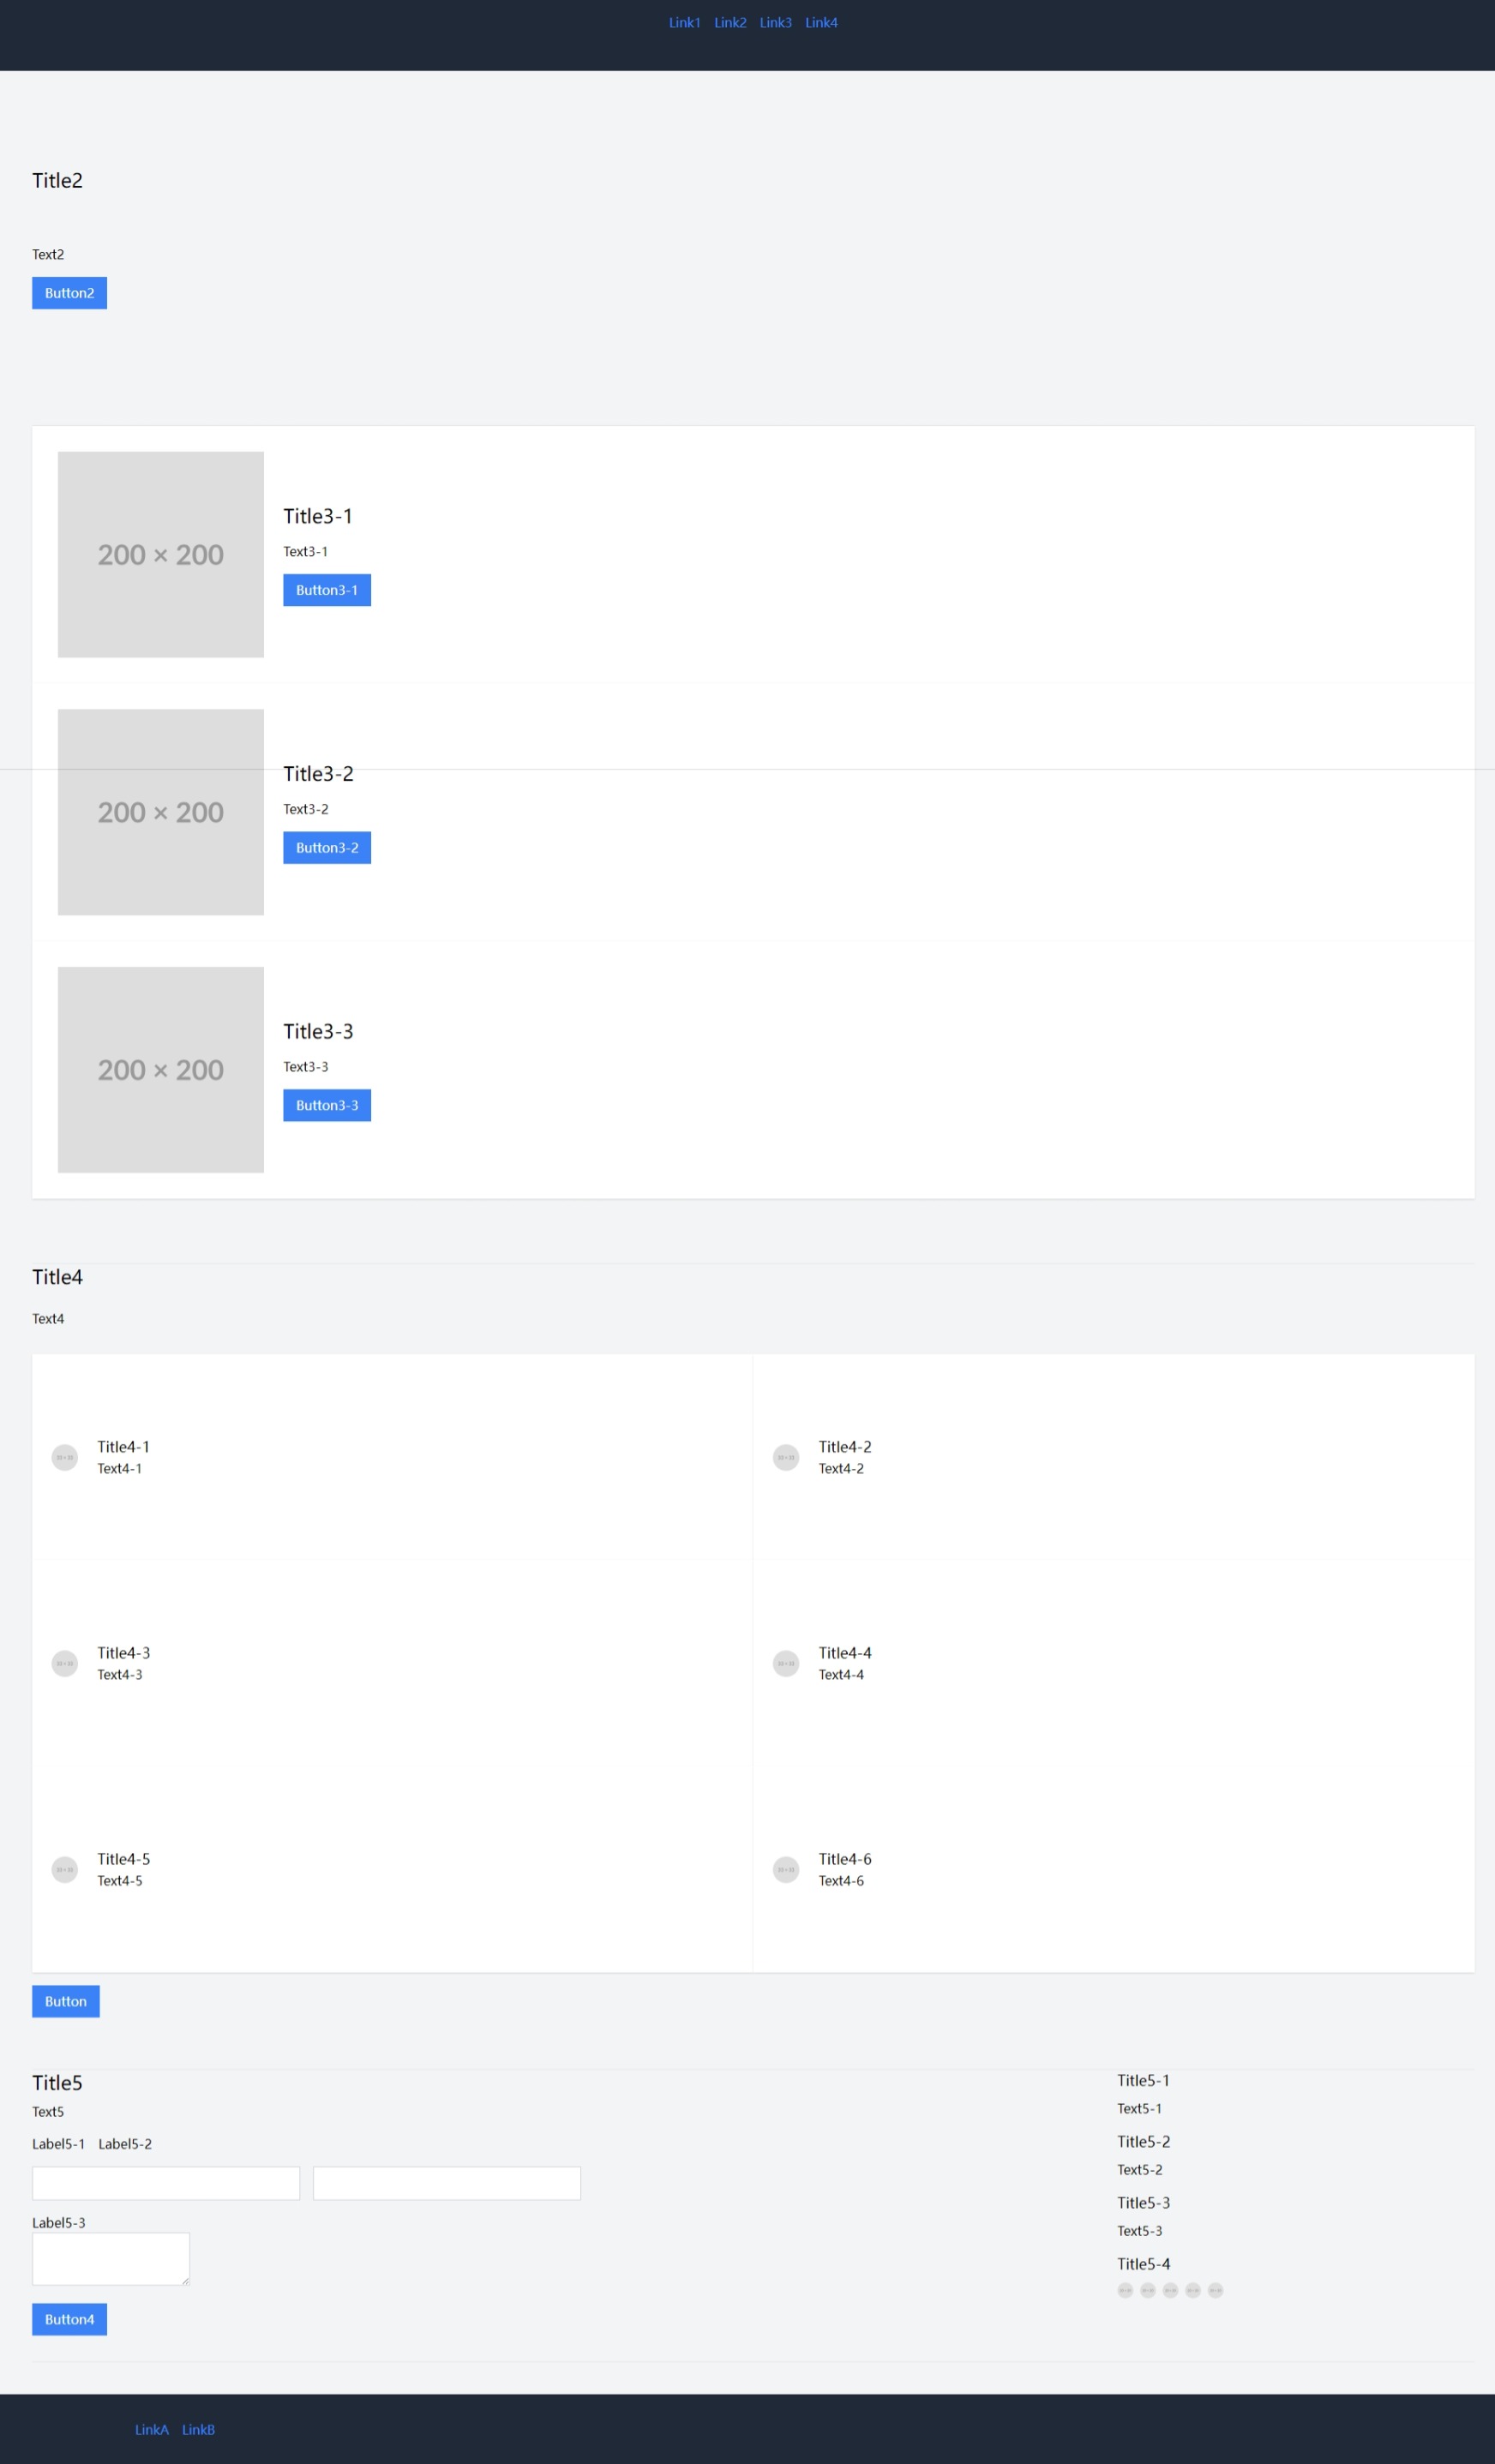 Link1 Link2 Link3 Link4
Title2
Text2
Button2
200 × 200
Title3-1
Text3-1
Button3-1
200 × 200
Title3-2
Text3-2
Button3-2
200 × 200
Title3-3
Text3-3
Button3-3
Title4
Text4
Title4-1
Text4-1
Title4-2
Text4-2
Title4-3
Text4-3
Title4-4
Text4-4
Title4-5
Text4-5
Title4-6
Text4-6
Button
Title5
Text5
Label5-1 Label5-2
Label5-3
Button4
Title5-1
Text5-1
Title5-2
Text5-2
Title5-3
Text5-3
Title5-4
LinkA LinkB